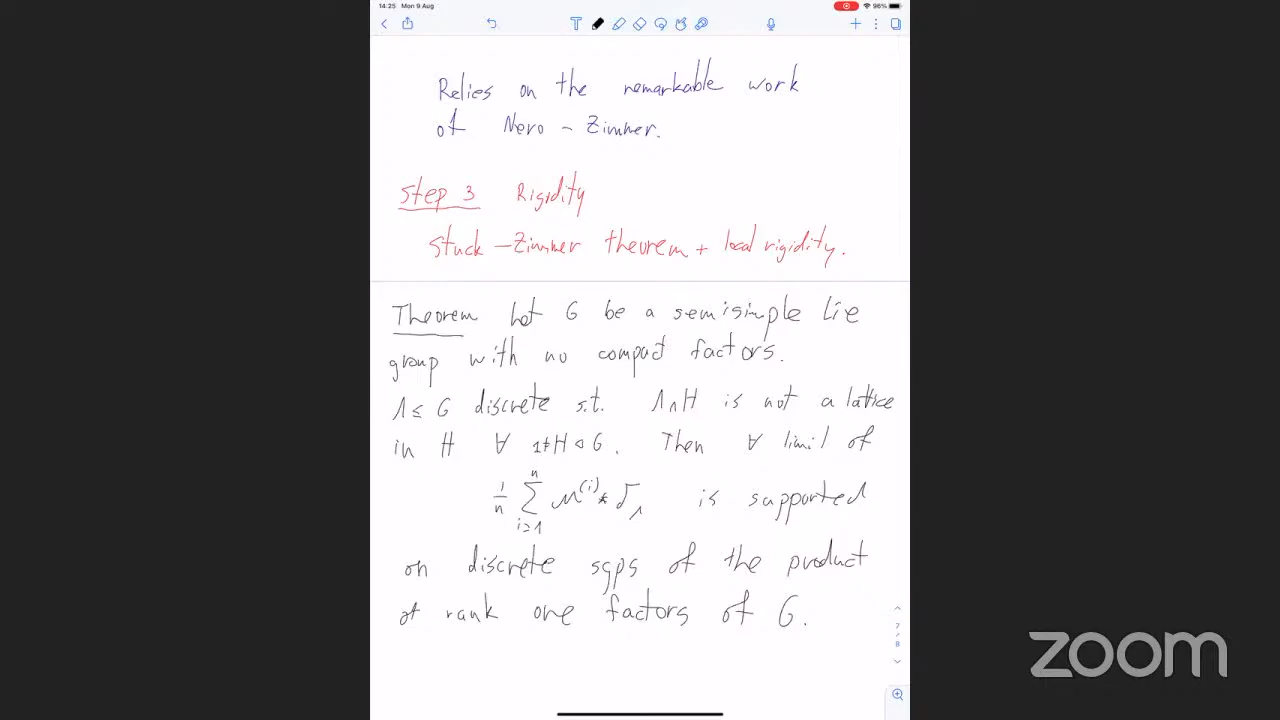 14:25 Mon 9 Aug
96%
Relies on the remarkable work
of Nevo - Zimmer.
Step 3 Rigidity
Stuck - Zimmer theorem + local rigidity.
Theorem Let G be a semisimple Lie
group with no compact factors.
Λ ≤ G discrete s.t. Λ∩H is not a lattice
in H ∀ 1≠H◁G. Then ∀ limit of
1/n ∑_{i=1}^{n} μ^{(i)} * δ_Λ is supported
on discrete sgps of the product
of rank one factors of G.
7
/
8
zoom